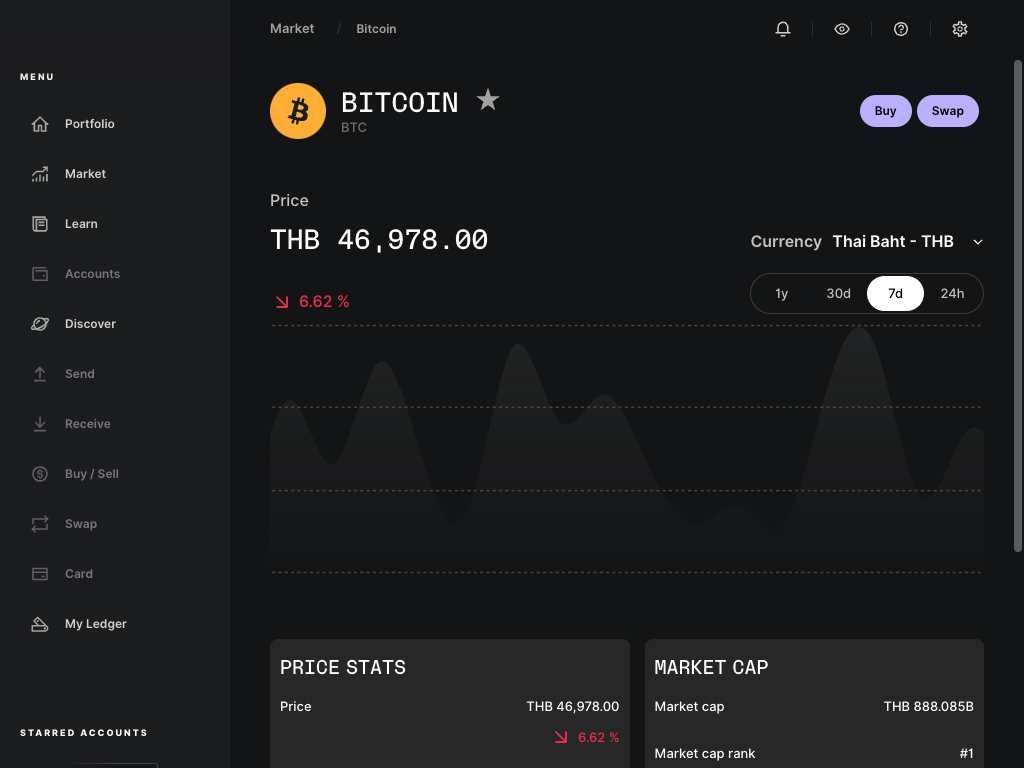 Market / Bitcoin
MENU
Portfolio
Market
Learn
Accounts
Discover
Send
Receive
Buy / Sell
Swap
Card
My Ledger
STARRED ACCOUNTS
BITCOIN
BTC
Buy
Swap
Price
THB 46,978.00
Currency Thai Baht - THB
6.62 %
1y 30d 7d 24h
PRICE STATS
Price THB 46,978.00
6.62 %
MARKET CAP
Market cap THB 888.085B
Market cap rank #1